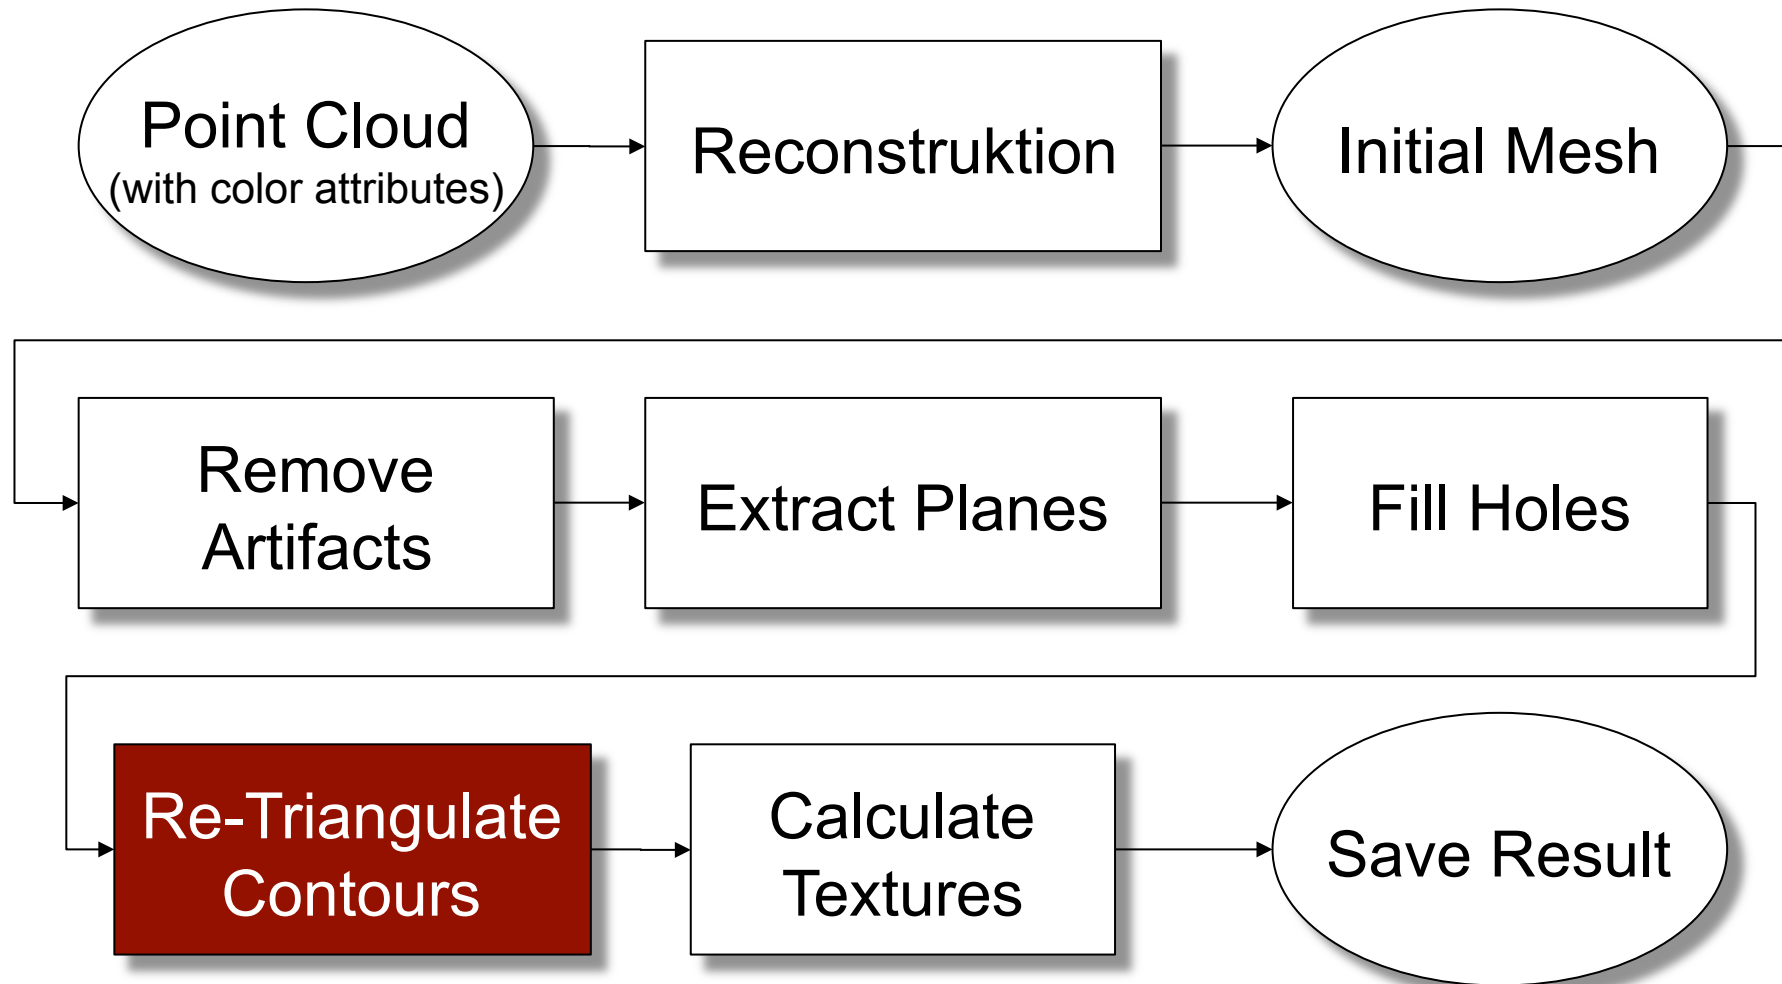 Point Cloud
(with color attributes)
Reconstruktion
Initial Mesh
Remove
Artifacts
Extract Planes
Fill Holes
Re-Triangulate
Contours
Calculate
Textures
Save Result